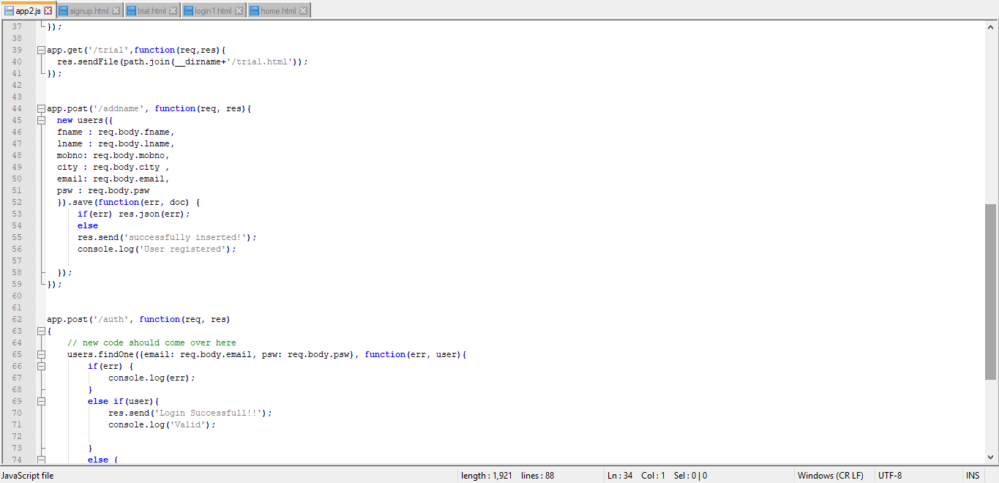 app2.js signup.html trial.html login1.html home.html
37 });
38
39 app.get('/trial',function(req,res){
40   res.sendFile(path.join(__dirname+'/trial.html'));
41 });
42
43
44 app.post('/addname', function(req, res){
45   new users({
46   fname : req.body.fname,
47   lname : req.body.lname,
48   mobno: req.body.mobno,
49   city : req.body.city ,
50   email: req.body.email,
51   psw : req.body.psw
52   }).save(function(err, doc) {
53       if(err) res.json(err);
54       else
55       res.send('successfully inserted!');
56       console.log('User registered');
57
58   });
59 });
60
61
62 app.post('/auth', function(req, res)
63 {
64     // new code should come over here
65     users.findOne({email: req.body.email, psw: req.body.psw}, function(err, user){
66         if(err) {
67             console.log(err);
68         }
69         else if(user){
70             res.send('Login Successfull!!');
71             console.log('Valid');
72
73         }
74         else {
JavaScript file length : 1,921 lines : 88 Ln : 34 Col : 1 Sel : 0 | 0 Windows (CR LF) UTF-8 INS